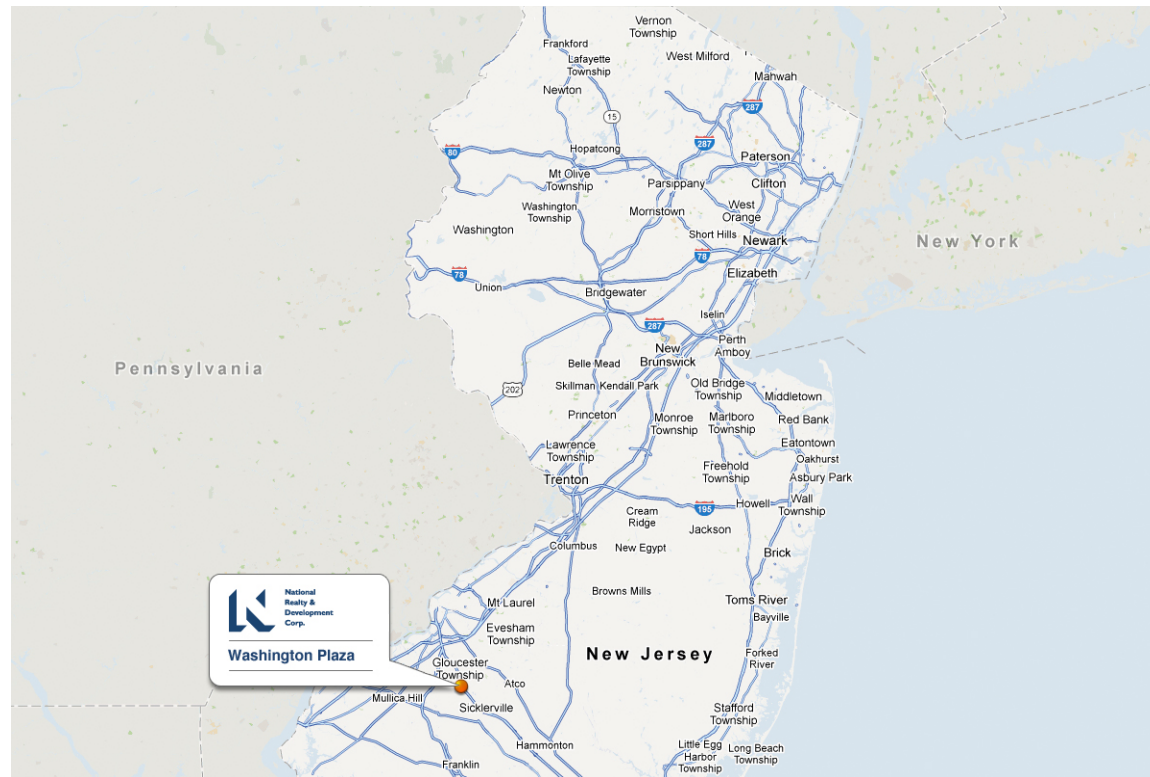 Vernon
Township
Frankford
Lafayette
Township
West Milford
Mahwah
Newton
287
15
287
Hopatcong
80
Paterson
Mt Olive
Township
Parsippany
Clifton
Washington
Township
Morristown
West
Orange
Washington
Short Hills
Newark
New York
78
78
Elizabeth
Union
Bridgewater
Iselin
287
New
Brunswick
Perth
Amboy
Pennsylvania
Belle Mead
202
Skillman
Kendall Park
Old Bridge
Township
Middletown
Princeton
Monroe
Township
Marlboro
Township
Red Bank
Lawrence
Township
Eatontown
Oakhurst
Trenton
Freehold
Township
Asbury Park
195
Howell
Wall
Township
Cream
Ridge
Jackson
Columbus
New Egypt
Brick
National
Realty &
Development
Corp.
Washington Plaza
Browns Mills
Toms River
Mt Laurel
Bayville
Evesham
Township
New Jersey
Forked
River
Gloucester
Township
Atco
Mullica Hill
Sicklerville
Stafford
Township
Hammonton
Little Egg
Harbor
Township
Long Beach
Township
Franklin